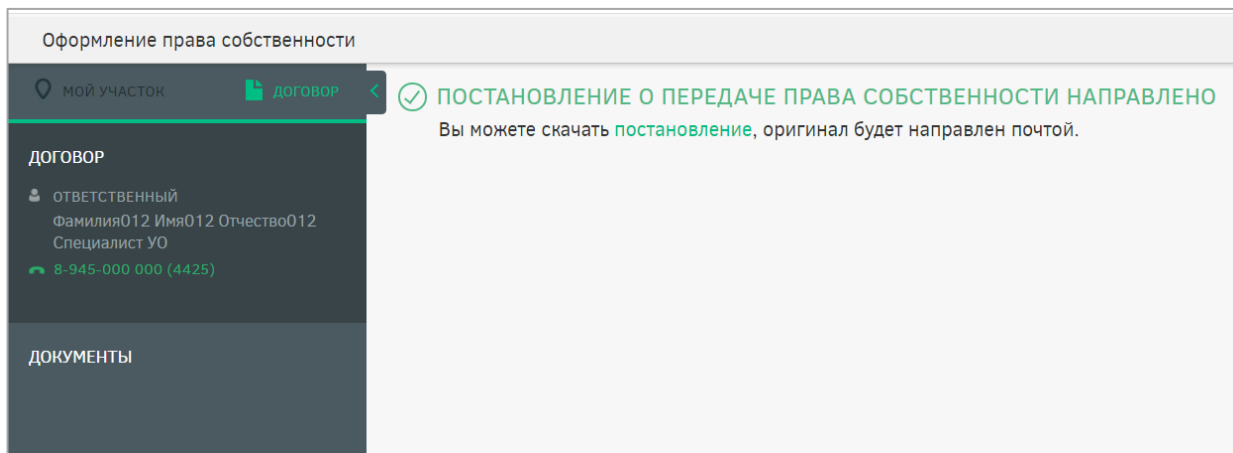 Оформление права собственности
МОЙ УЧАСТОК
ДОГОВОР
ПОСТАНОВЛЕНИЕ О ПЕРЕДАЧЕ ПРАВА СОБСТВЕННОСТИ НАПРАВЛЕНО
Вы можете скачать постановление, оригинал будет направлен почтой.
ДОГОВОР
ОТВЕТСТВЕННЫЙ
Фамилия012 Имя012 Отчество012
Специалист УО
8-945-000 000 (4425)
ДОКУМЕНТЫ